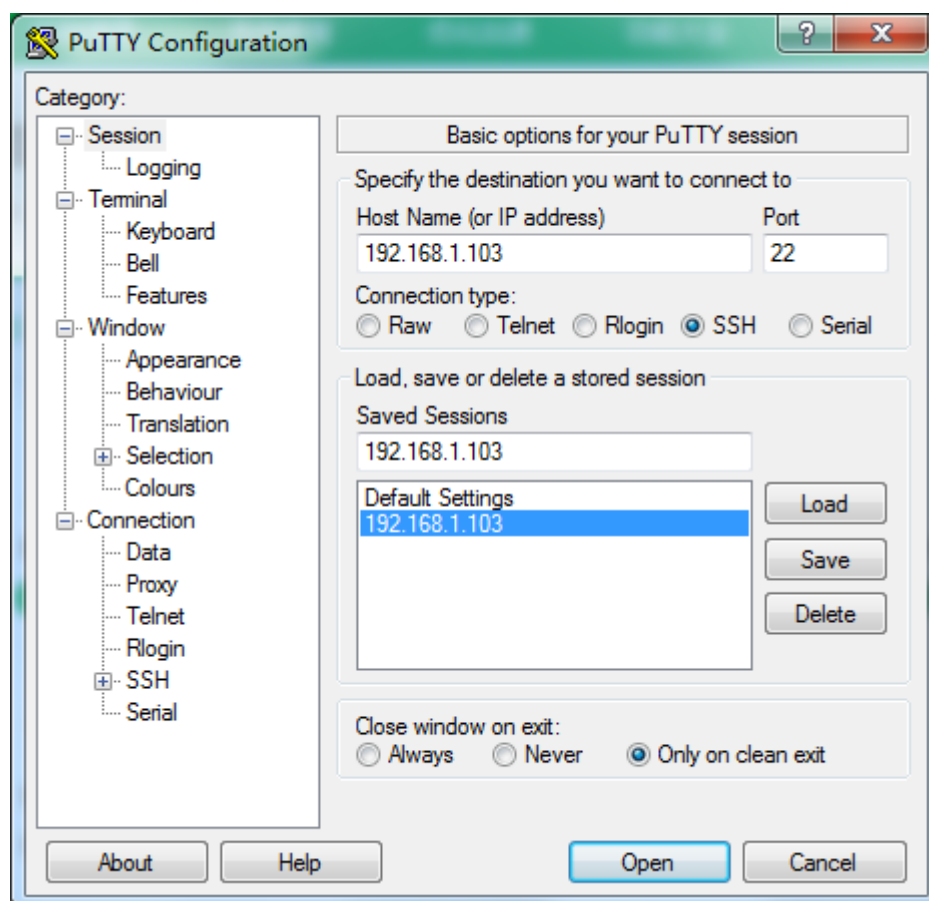 PuTTY Configuration
?
X
Category:
Session
Logging
Terminal
Keyboard
Bell
Features
Window
Appearance
Behaviour
Translation
Selection
Colours
Connection
Data
Proxy
Telnet
Rlogin
SSH
Serial
Basic options for your PuTTY session
Specify the destination you want to connect to
Host Name (or IP address) Port
192.168.1.103 22
Connection type:
Raw Telnet Rlogin SSH Serial
Load, save or delete a stored session
Saved Sessions
192.168.1.103
Default Settings
192.168.1.103
Load
Save
Delete
Close window on exit:
Always Never Only on clean exit
About Help Open Cancel